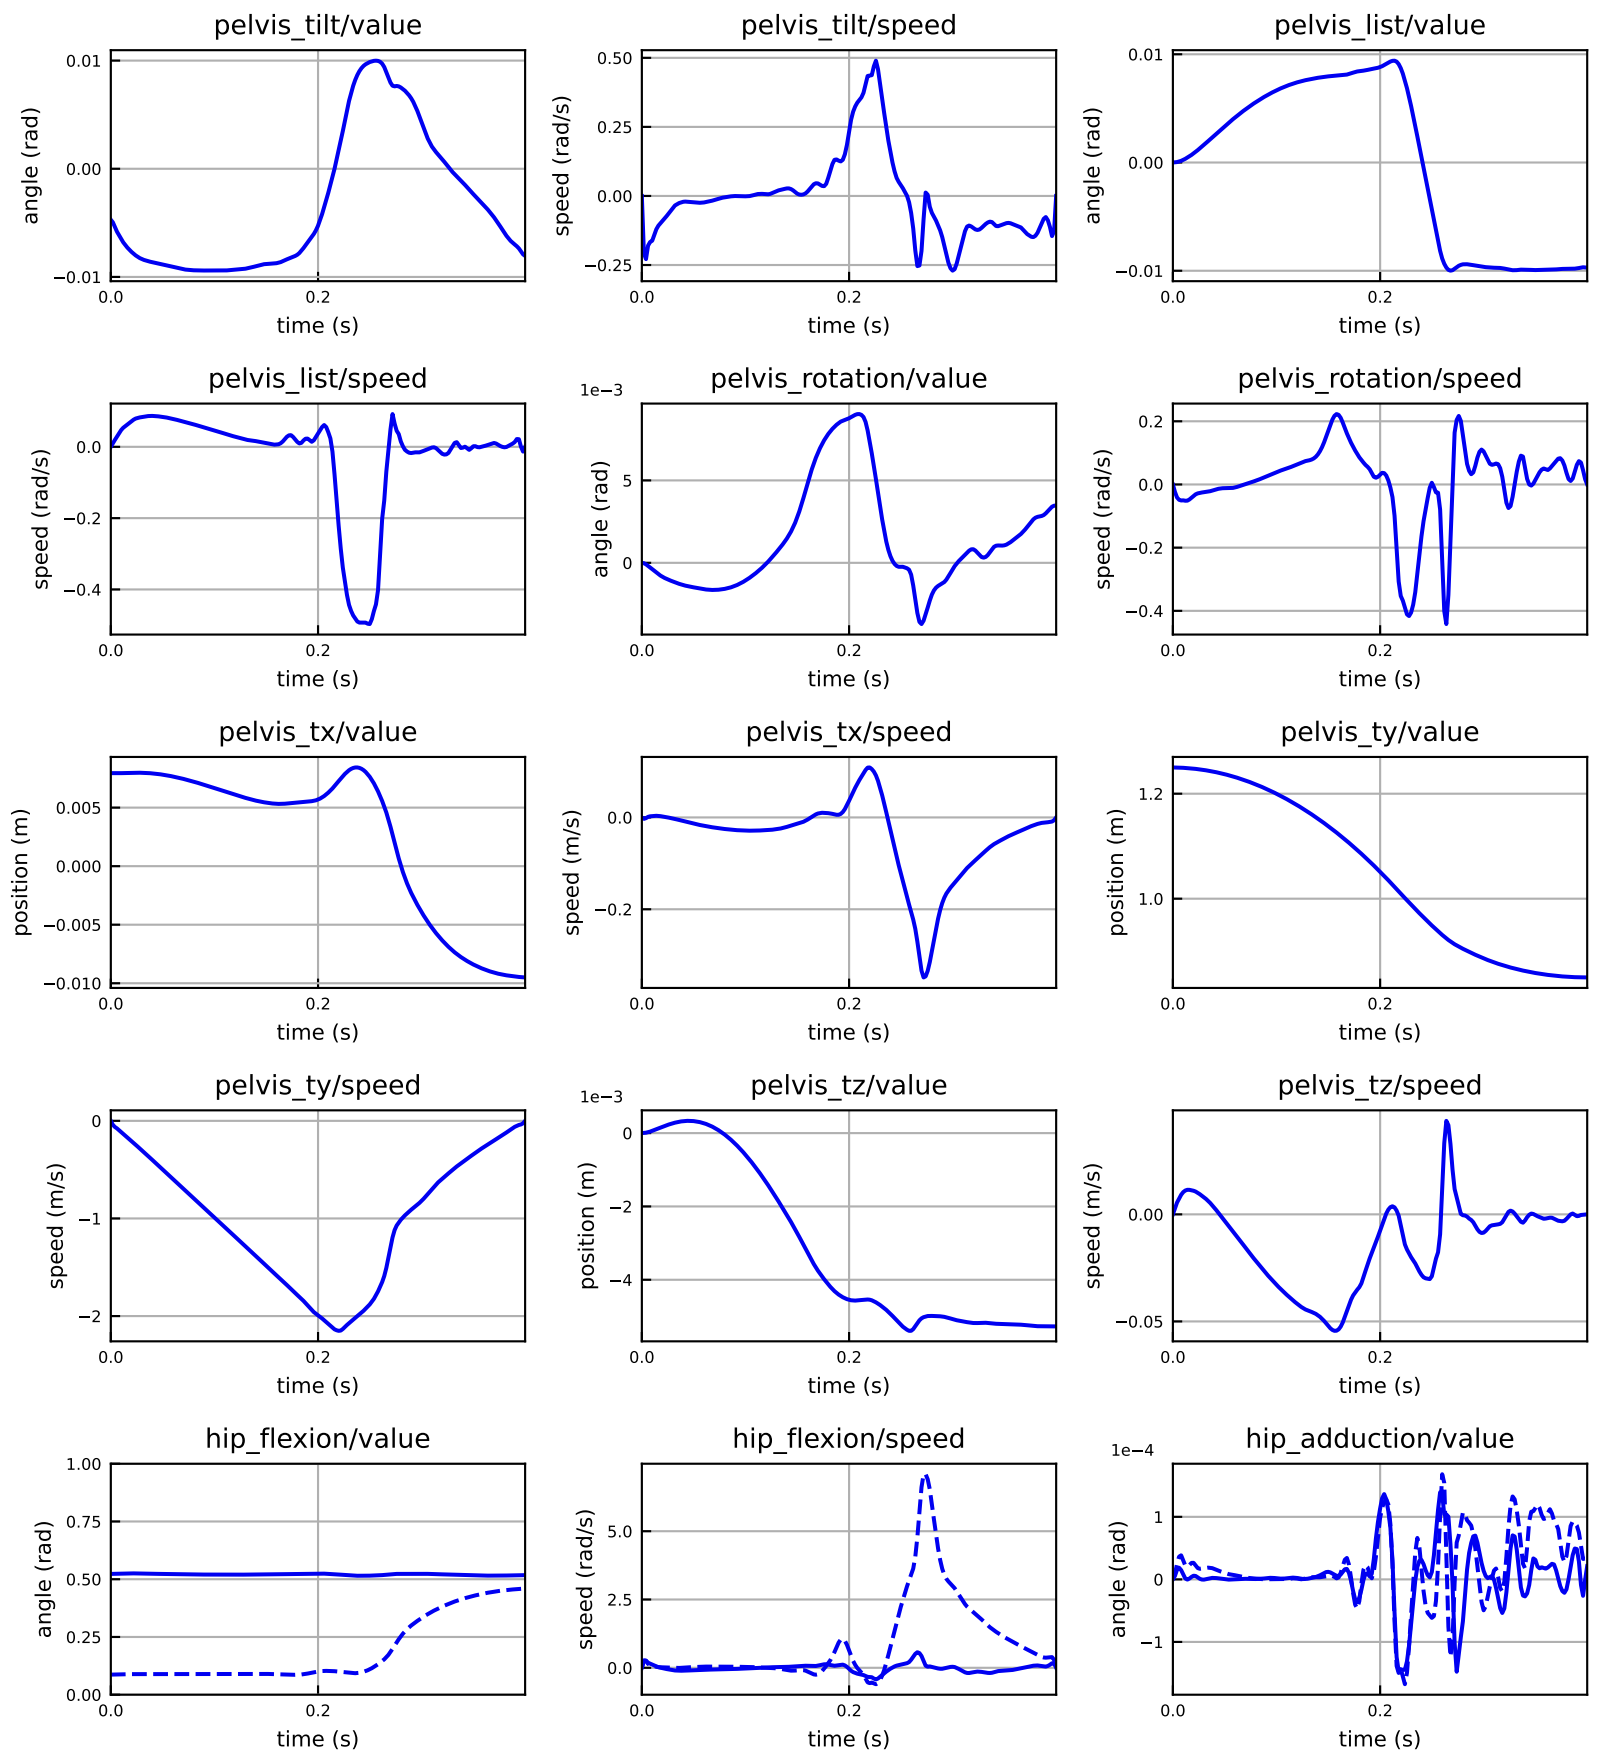 pelvis_tilt/value
angle (rad)
0.01
0.00
−0.01
0.0
0.2
time (s)
pelvis_tilt/speed
speed (rad/s)
0.50
0.25
0.00
−0.25
0.0
0.2
time (s)
pelvis_list/value
angle (rad)
0.01
0.00
−0.01
0.0
0.2
time (s)
pelvis_list/speed
speed (rad/s)
0.0
−0.2
−0.4
0.0
0.2
time (s)
pelvis_rotation/value
1e−3
angle (rad)
5
0
0.0
0.2
time (s)
pelvis_rotation/speed
speed (rad/s)
0.2
0.0
−0.2
−0.4
0.0
0.2
time (s)
pelvis_tx/value
position (m)
0.005
0.000
−0.005
−0.010
0.0
0.2
time (s)
pelvis_tx/speed
speed (m/s)
0.0
−0.2
0.0
0.2
time (s)
pelvis_ty/value
position (m)
1.2
1.0
0.0
0.2
time (s)
pelvis_ty/speed
speed (m/s)
0
−1
−2
0.0
0.2
time (s)
pelvis_tz/value
1e−3
position (m)
0
−2
−4
0.0
0.2
time (s)
pelvis_tz/speed
speed (m/s)
0.00
−0.05
0.0
0.2
time (s)
hip_flexion/value
angle (rad)
1.00
0.75
0.50
0.25
0.00
0.0
0.2
time (s)
hip_flexion/speed
speed (rad/s)
5.0
2.5
0.0
0.0
0.2
time (s)
hip_adduction/value
1e−4
angle (rad)
1
0
−1
0.0
0.2
time (s)